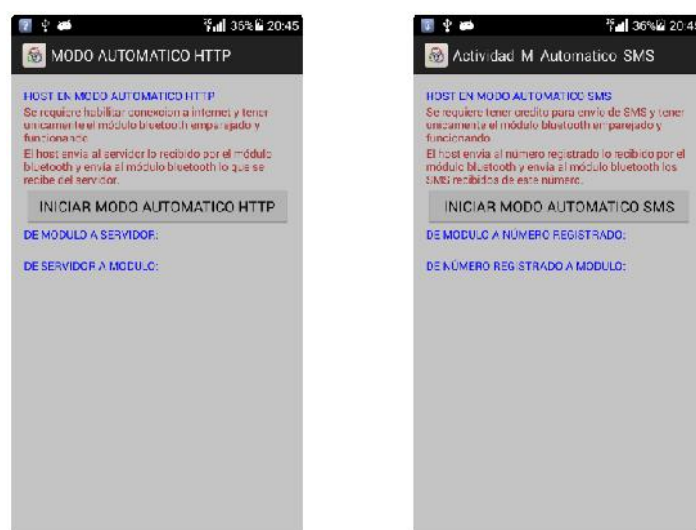 36% 20:45
MODO AUTOMATICO HTTP
HOST EN MODO AUTOMATICO HTTP
Se requiere habilitar conexcion a internet y tener
unicamente el módulo bluetooth emparajado y
funcionando
El host envia al servidor lo recibido por el módulo
bluetooth y envia al módulo bluetooth lo que se
recibe del servidor.
INICIAR MODO AUTOMATICO HTTP
DE MODULO A SERVIDOR:
DE SERVIDOR A MODULO:
36% 20:45
Actividad M Automatico SMS
HOST EN MODO AUTOMATICO SMS
Se requiere tener credito para envio de SMS y tener
unicamente el módulo bluetooth emparejado y
funcionando
El host envia al número registrado lo recibido por el
módulo bluetooth y envia al módulo bluetooth los
SMS recibidos de este número.
INICIAR MODO AUTOMATICO SMS
DE MODULO A NÚMERO REGISTRADO:
DE NÚMERO REGISTRADO A MODULO: